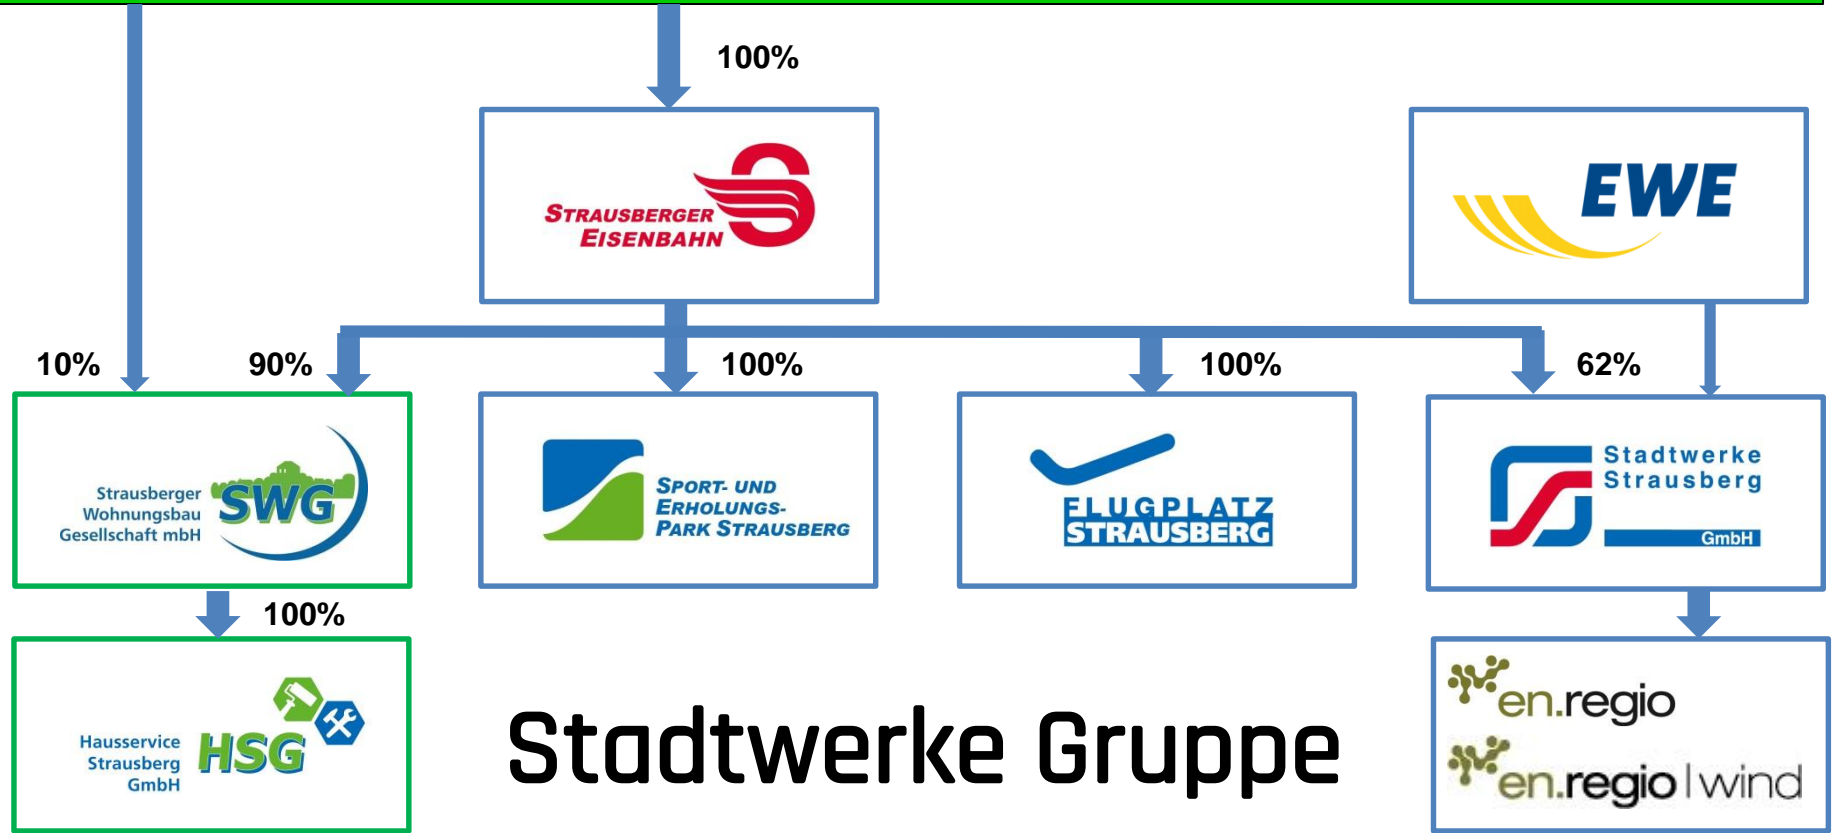 100%
STRAUSBERGER
EISENBAHN
EWE
10%
90%
100%
100%
62%
Strausberger
Wohnungsbau
Gesellschaft mbH
SWG
SPORT- UND
ERHOLUNGS-
PARK STRAUSBERG
FLUGPLATZ
STRAUSBERG
Stadtwerke
Strausberg
GmbH
100%
Hausservice
Strausberg
GmbH
HSG
Stadtwerke Gruppe
en.regio
en.regio|wind